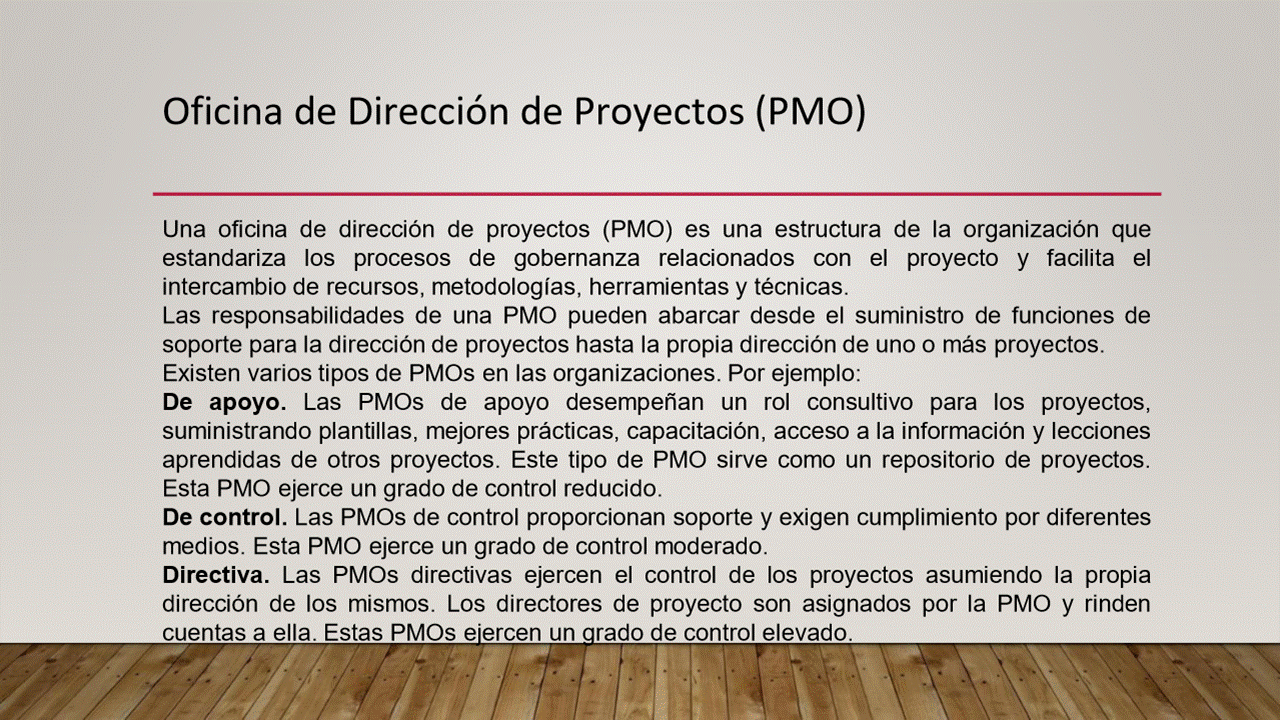 Oficina de Dirección de Proyectos (PMO)
Una oficina de dirección de proyectos (PMO) es una estructura de la organización que
estandariza los procesos de gobernanza relacionados con el proyecto y facilita el
intercambio de recursos, metodologías, herramientas y técnicas.
Las responsabilidades de una PMO pueden abarcar desde el suministro de funciones de
soporte para la dirección de proyectos hasta la propia dirección de uno o más proyectos.
Existen varios tipos de PMOs en las organizaciones. Por ejemplo:
De apoyo. Las PMOs de apoyo desempeñan un rol consultivo para los proyectos,
suministrando plantillas, mejores prácticas, capacitación, acceso a la información y lecciones
aprendidas de otros proyectos. Este tipo de PMO sirve como un repositorio de proyectos.
Esta PMO ejerce un grado de control reducido.
De control. Las PMOs de control proporcionan soporte y exigen cumplimiento por diferentes
medios. Esta PMO ejerce un grado de control moderado.
Directiva. Las PMOs directivas ejercen el control de los proyectos asumiendo la propia
dirección de los mismos. Los directores de proyecto son asignados por la PMO y rinden
cuentas a ella. Estas PMOs ejercen un grado de control elevado.